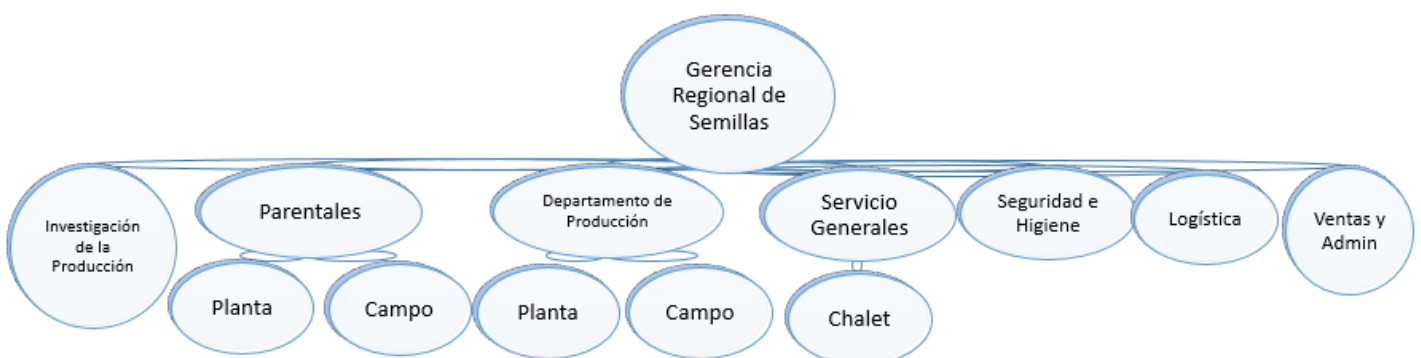 Gerencia
Regional de
Semillas
Investigación
de la
Producción
Parentales
Departamento de
Producción
Servicio
Generales
Seguridad e
Higiene
Logística
Ventas y
Admin
Planta
Campo
Planta
Campo
Chalet